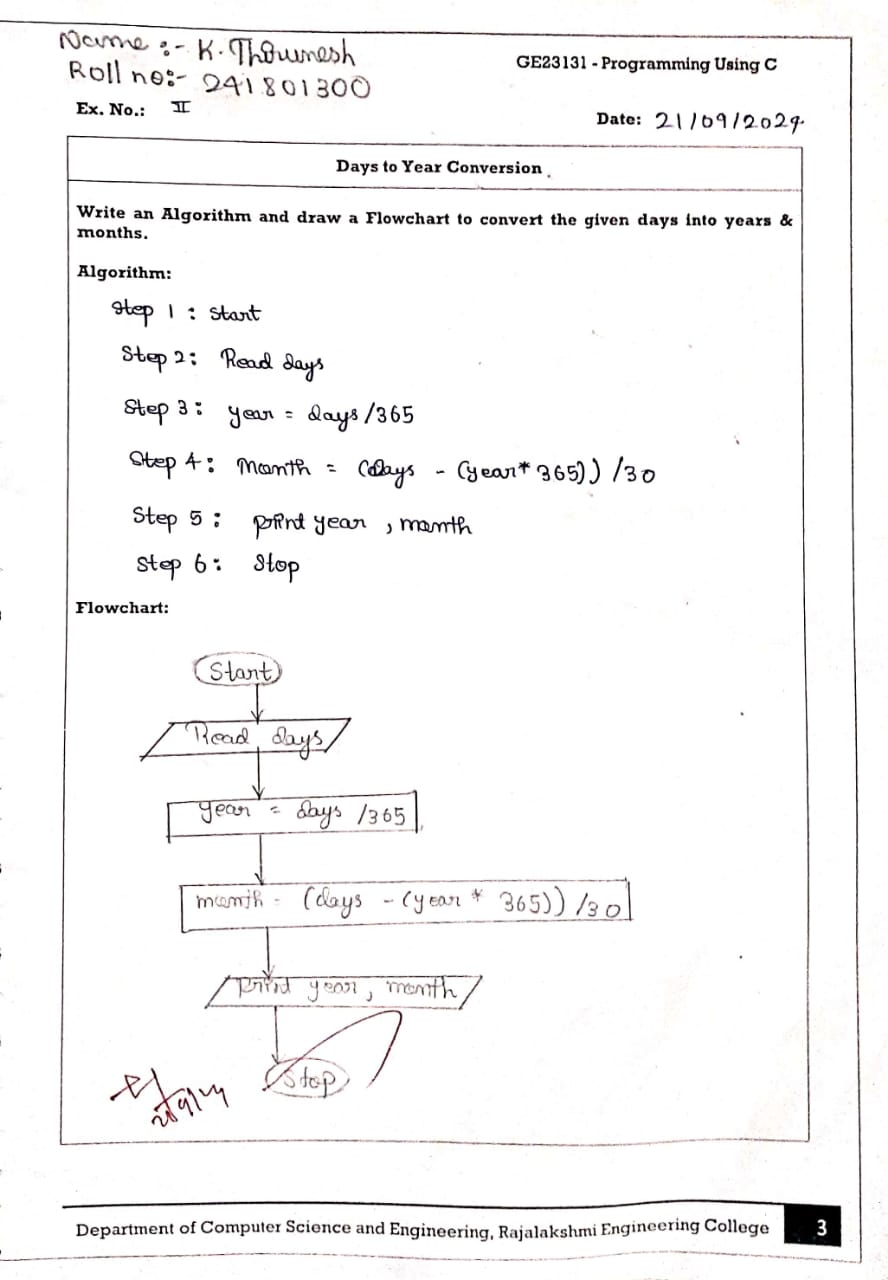 Name :- K. Thoumesh
Roll no:- 241801300
GE23131 - Programming Using C
Ex. No.: II
Date: 21/09/2024
Days to Year Conversion
Write an Algorithm and draw a Flowchart to convert the given days into years &
months.
Algorithm:
Step 1 : Start
Step 2: Read days
Step 3: year = days /365
Step 4: month = (days - (year* 365)) /30
Step 5: print year , month
Step 6: Stop
Flowchart:
Start
Read days
year = days /365
month = (days - (year * 365)) /30
print year, month
Stop
Department of Computer Science and Engineering, Rajalakshmi Engineering College
3